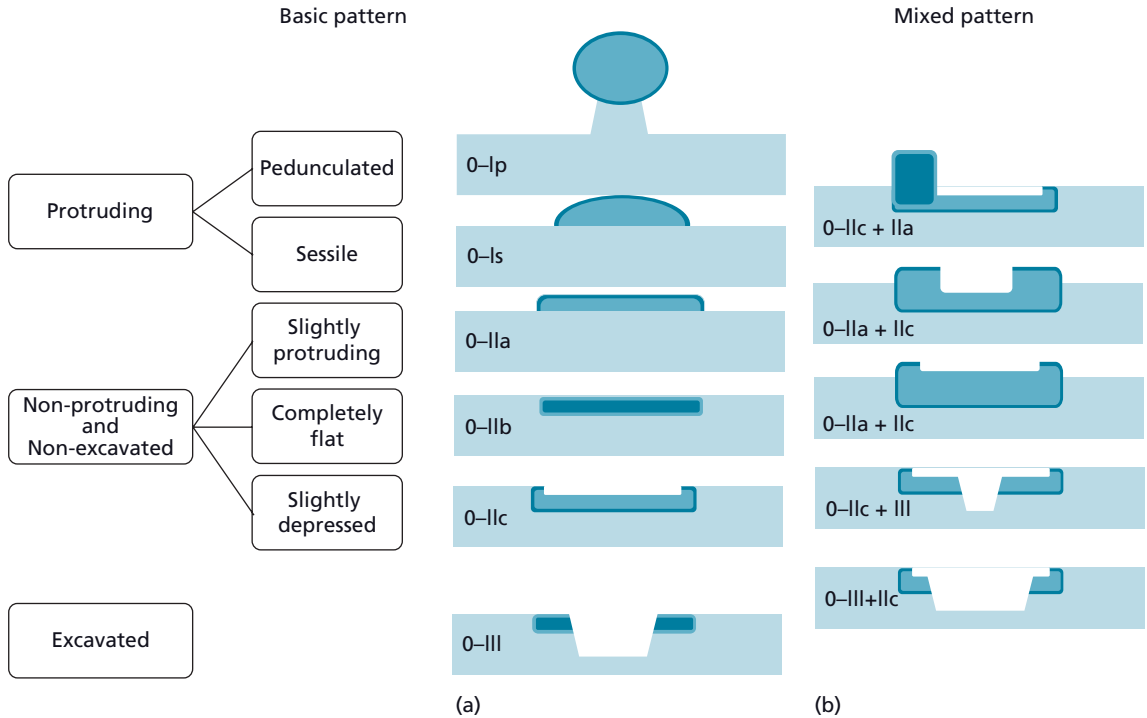 Basic pattern
Mixed pattern
Protruding
Pedunculated
Sessile
Non-protruding
and
Non-excavated
Slightly
protruding
Completely
flat
Slightly
depressed
Excavated
0–Ip
0–Is
0–IIa
0–IIb
0–IIc
0–III
(a)
0–IIc + IIa
0–IIa + IIc
0–IIa + IIc
0–IIc + III
0–III+IIc
(b)